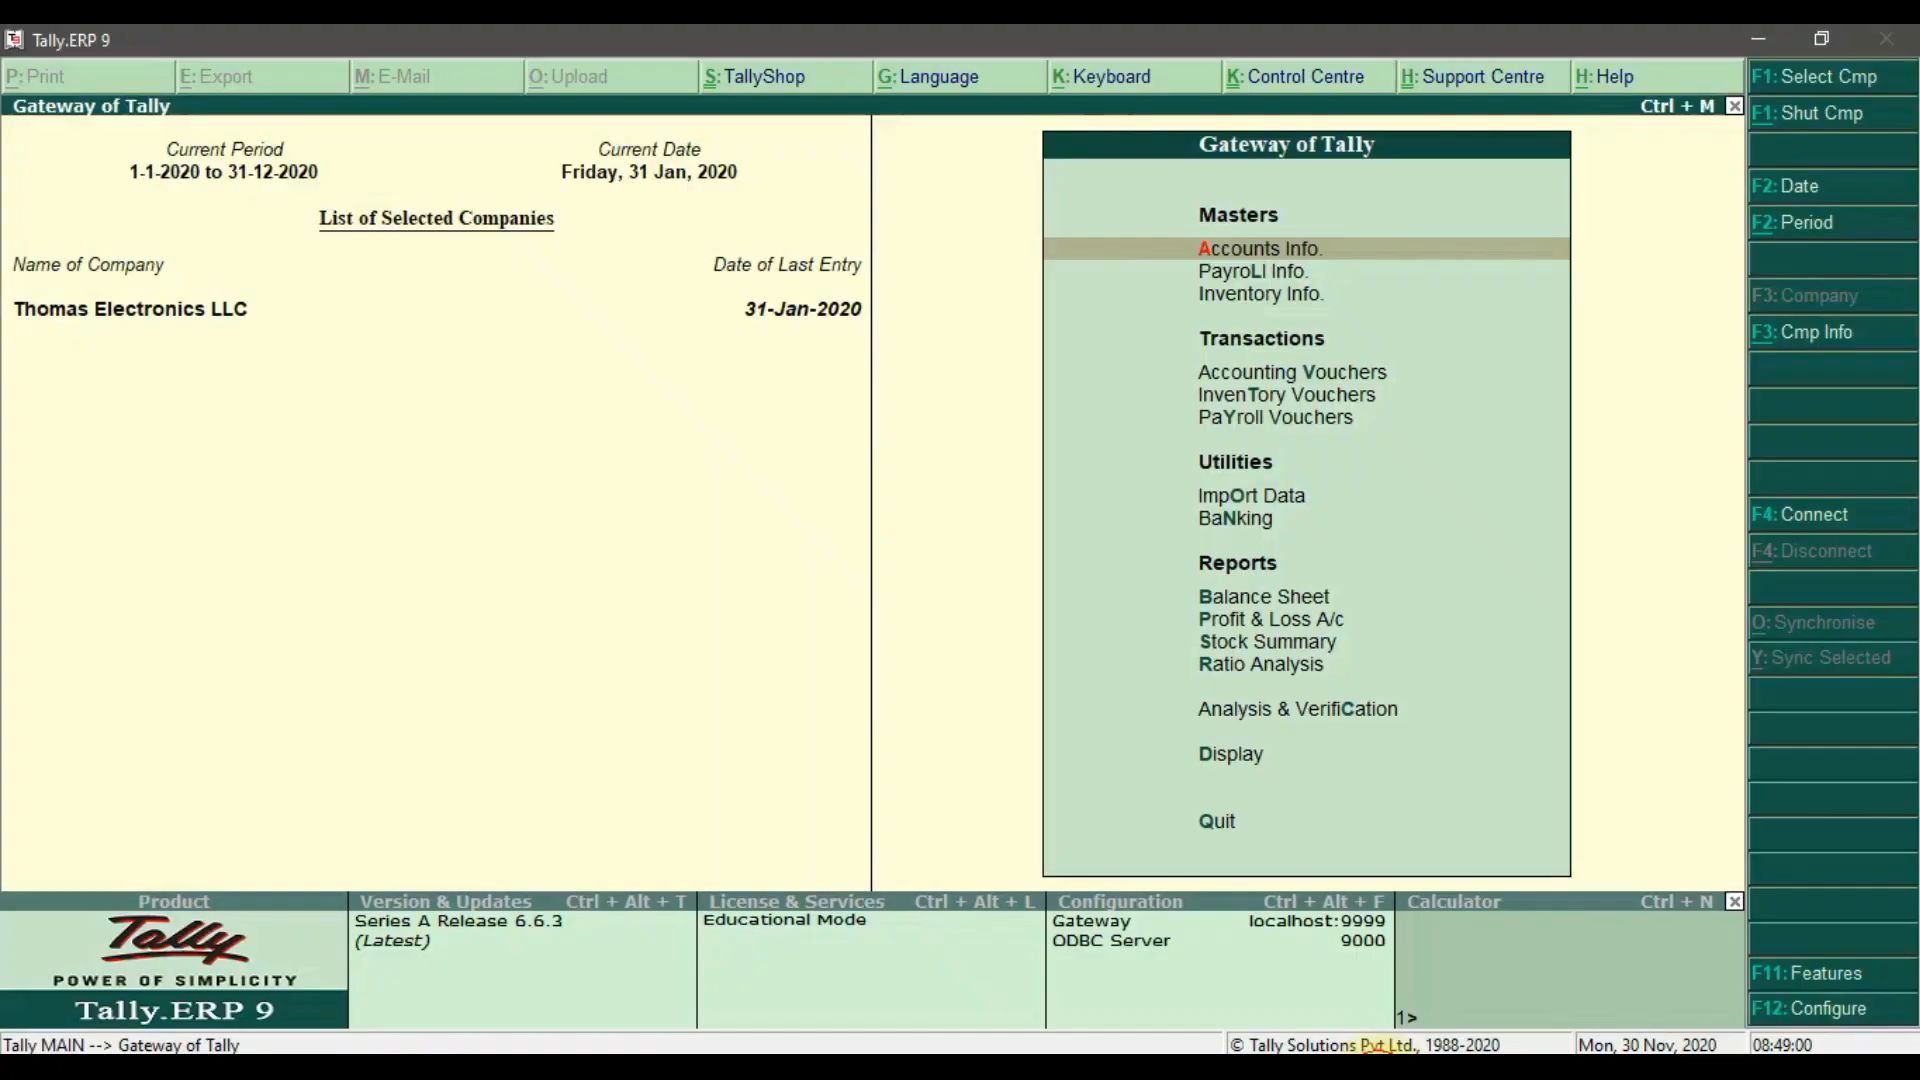 Tally.ERP 9
P: Print E: Export M: E-Mail O: Upload S: TallyShop G: Language K: Keyboard K: Control Centre H: Support Centre H: Help
Gateway of Tally Ctrl + M
Current Period Current Date
1-1-2020 to 31-12-2020 Friday, 31 Jan, 2020
List of Selected Companies
Name of Company Date of Last Entry
Thomas Electronics LLC 31-Jan-2020
Gateway of Tally
Masters
Accounts Info.
PayroLl Info.
Inventory Info.
Transactions
Accounting Vouchers
InvenTory Vouchers
PaYroll Vouchers
Utilities
ImpOrt Data
BaNking
Reports
Balance Sheet
Profit & Loss A/c
Stock Summary
Ratio Analysis
Analysis & VerifiCation
Display
Quit
F1: Select Cmp
F1: Shut Cmp
F2: Date
F2: Period
F3: Company
F3: Cmp Info
F4: Connect
F4: Disconnect
O: Synchronise
Y: Sync Selected
F11: Features
F12: Configure
Product
Tally
POWER OF SIMPLICITY
Tally.ERP 9
Version & Updates Ctrl + Alt + T
Series A Release 6.6.3
(Latest)
License & Services Ctrl + Alt + L
Educational Mode
Configuration Ctrl + Alt + F
Gateway localhost:9999
ODBC Server 9000
Calculator Ctrl + N
1>
Tally MAIN --> Gateway of Tally © Tally Solutions Pvt Ltd., 1988-2020 Mon, 30 Nov, 2020 08:49:00